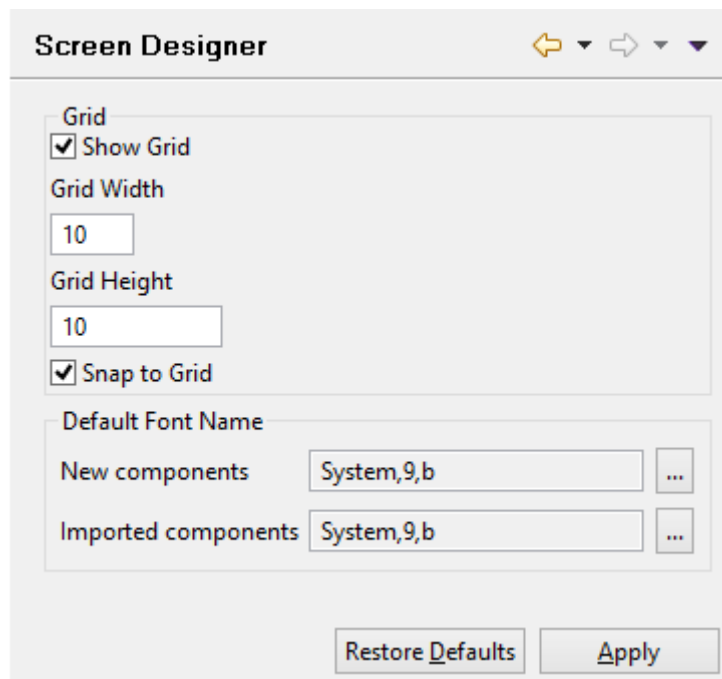 Screen Designer
Grid
Show Grid
Grid Width
10
Grid Height
10
Snap to Grid
Default Font Name
New components System,9,b ...
Imported components System,9,b ...
Restore Defaults Apply